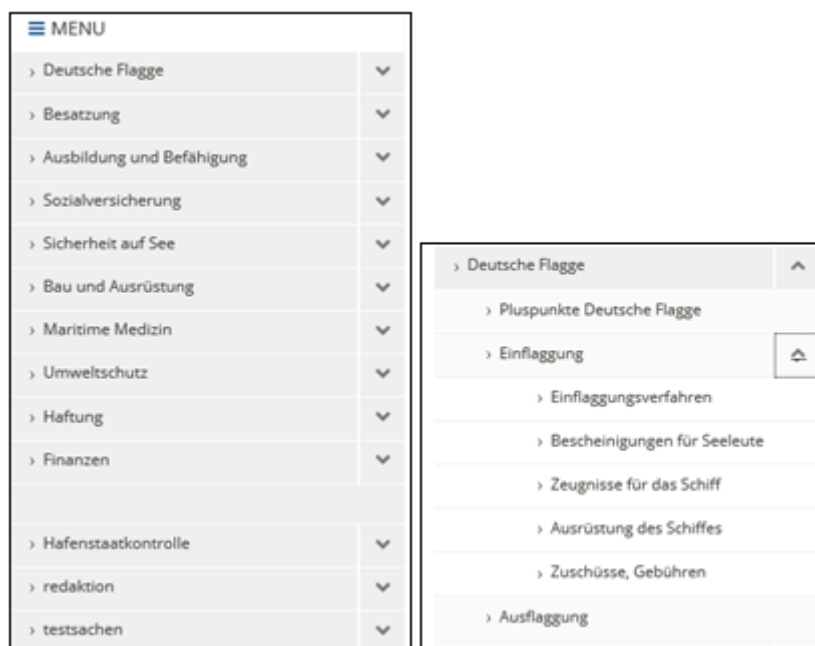 MENU
Deutsche Flagge
Besatzung
Ausbildung und Befähigung
Sozialversicherung
Sicherheit auf See
Bau und Ausrüstung
Maritime Medizin
Umweltschutz
Haftung
Finanzen
Hafenstaatkontrolle
redaktion
testsachen
Deutsche Flagge
Pluspunkte Deutsche Flagge
Einflaggung
Einflaggungsverfahren
Bescheinigungen für Seeleute
Zeugnisse für das Schiff
Ausrüstung des Schiffes
Zuschüsse, Gebühren
Ausflaggung